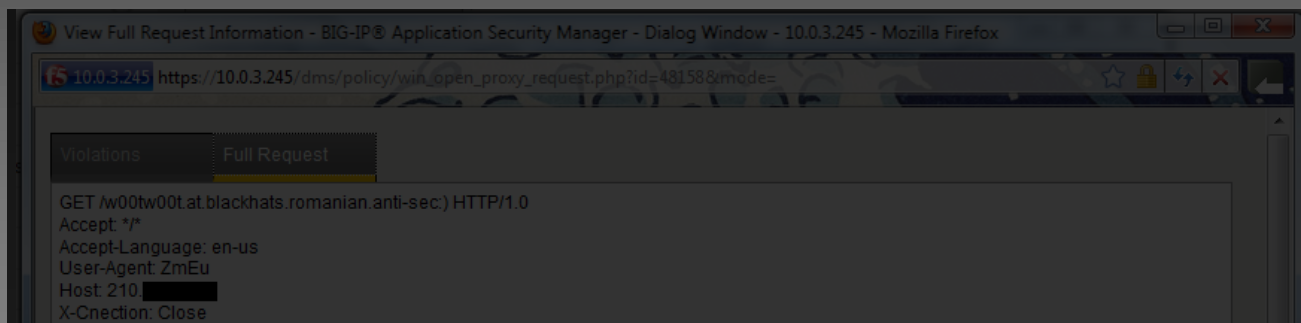 View Full Request Information - BIG-IP® Application Security Manager - Dialog Window - 10.0.3.245 - Mozilla Firefox
f5 10.0.3.245 https://10.0.3.245/dms/policy/win_open_proxy_request.php?id=48158&mode=
Violations Full Request
GET /w00tw00t.at.blackhats.romanian.anti-sec:) HTTP/1.0
Accept: */*
Accept-Language: en-us
User-Agent: ZmEu
Host: 210.
X-Cnection: Close